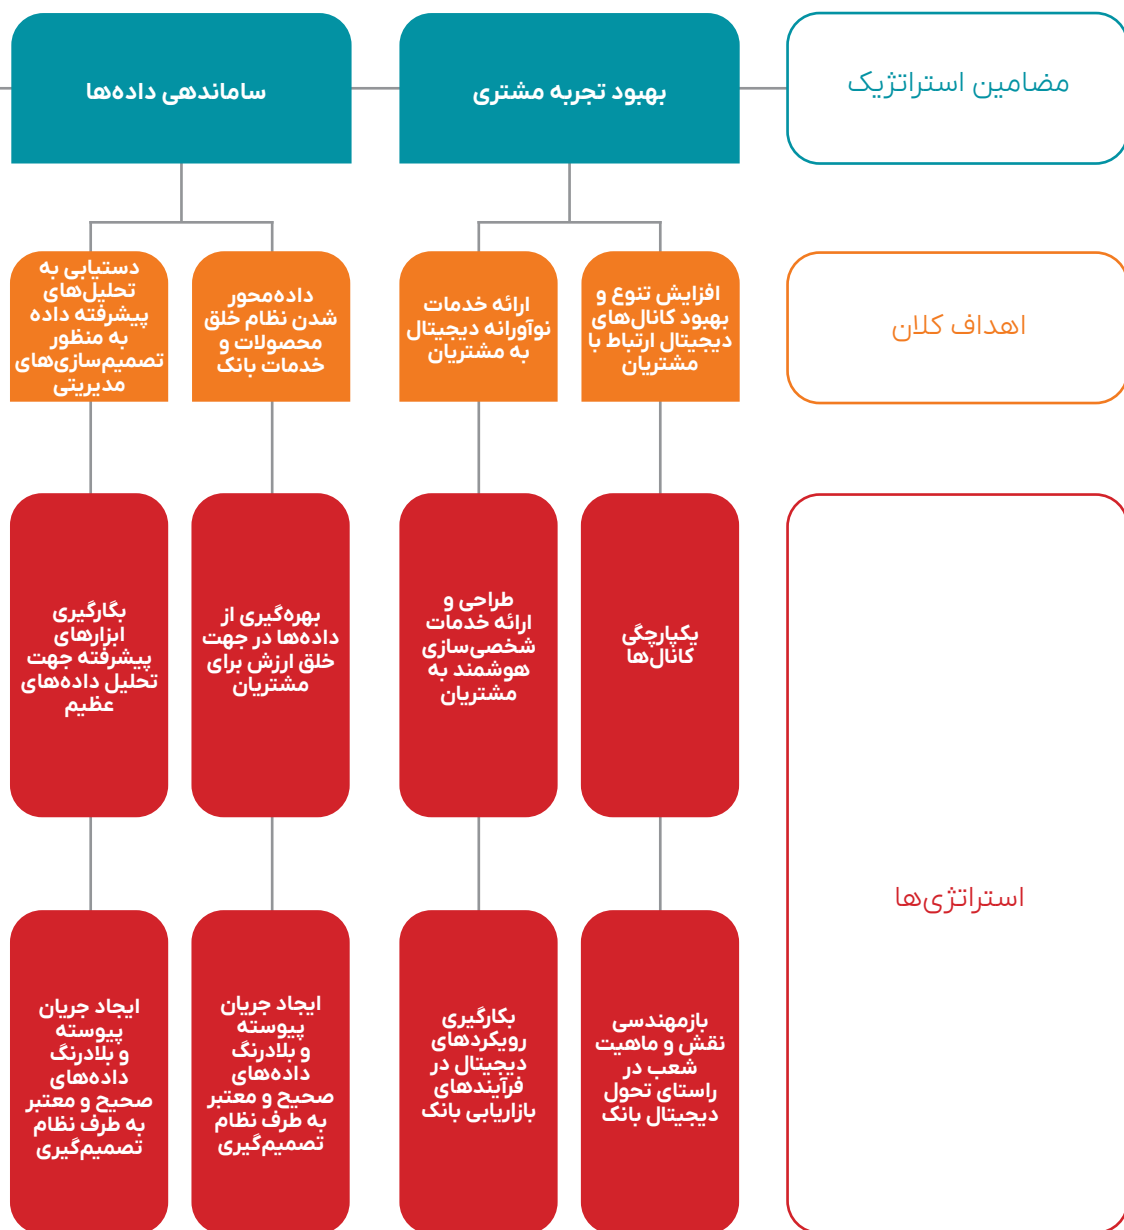 مضامین استراتژیک
بهبود تجربه مشتری
ساماندهی داده‌ها
اهداف کلان
افزایش تنوع و
بهبود کانال‌های
دیجیتال ارتباط با
مشتریان
ارائه خدمات
نوآورانه دیجیتال
به مشتریان
داده‌محور
شدن نظام خلق
محصولات و
خدمات بانک
دستیابی به
تحلیل‌های
پیشرفته داده
به منظور
تصمیم‌سازی‌های
مدیریتی
استراتژی‌ها
یکپارچگی
کانال‌ها
طراحی و
ارائه خدمات
شخصی‌سازی
هوشمند به
مشتریان
بهره‌گیری از
داده‌ها در جهت
خلق ارزش برای
مشتریان
بگارگیری
ابزارهای
پیشرفته جهت
تحلیل داده‌های
عظیم
بازمهندسی
نقش و ماهیت
شعب در
راستای تحول
دیجیتال بانک
بکارگیری
رویکردهای
دیجیتال در
فرآیندهای
بازاریابی بانک
ایجاد جریان
پیوسته
و بلادرنگ
داده‌های
صحیح و معتبر
به طرف نظام
تصمیم‌گیری
ایجاد جریان
پیوسته
و بلادرنگ
داده‌های
صحیح و معتبر
به طرف نظام
تصمیم‌گیری